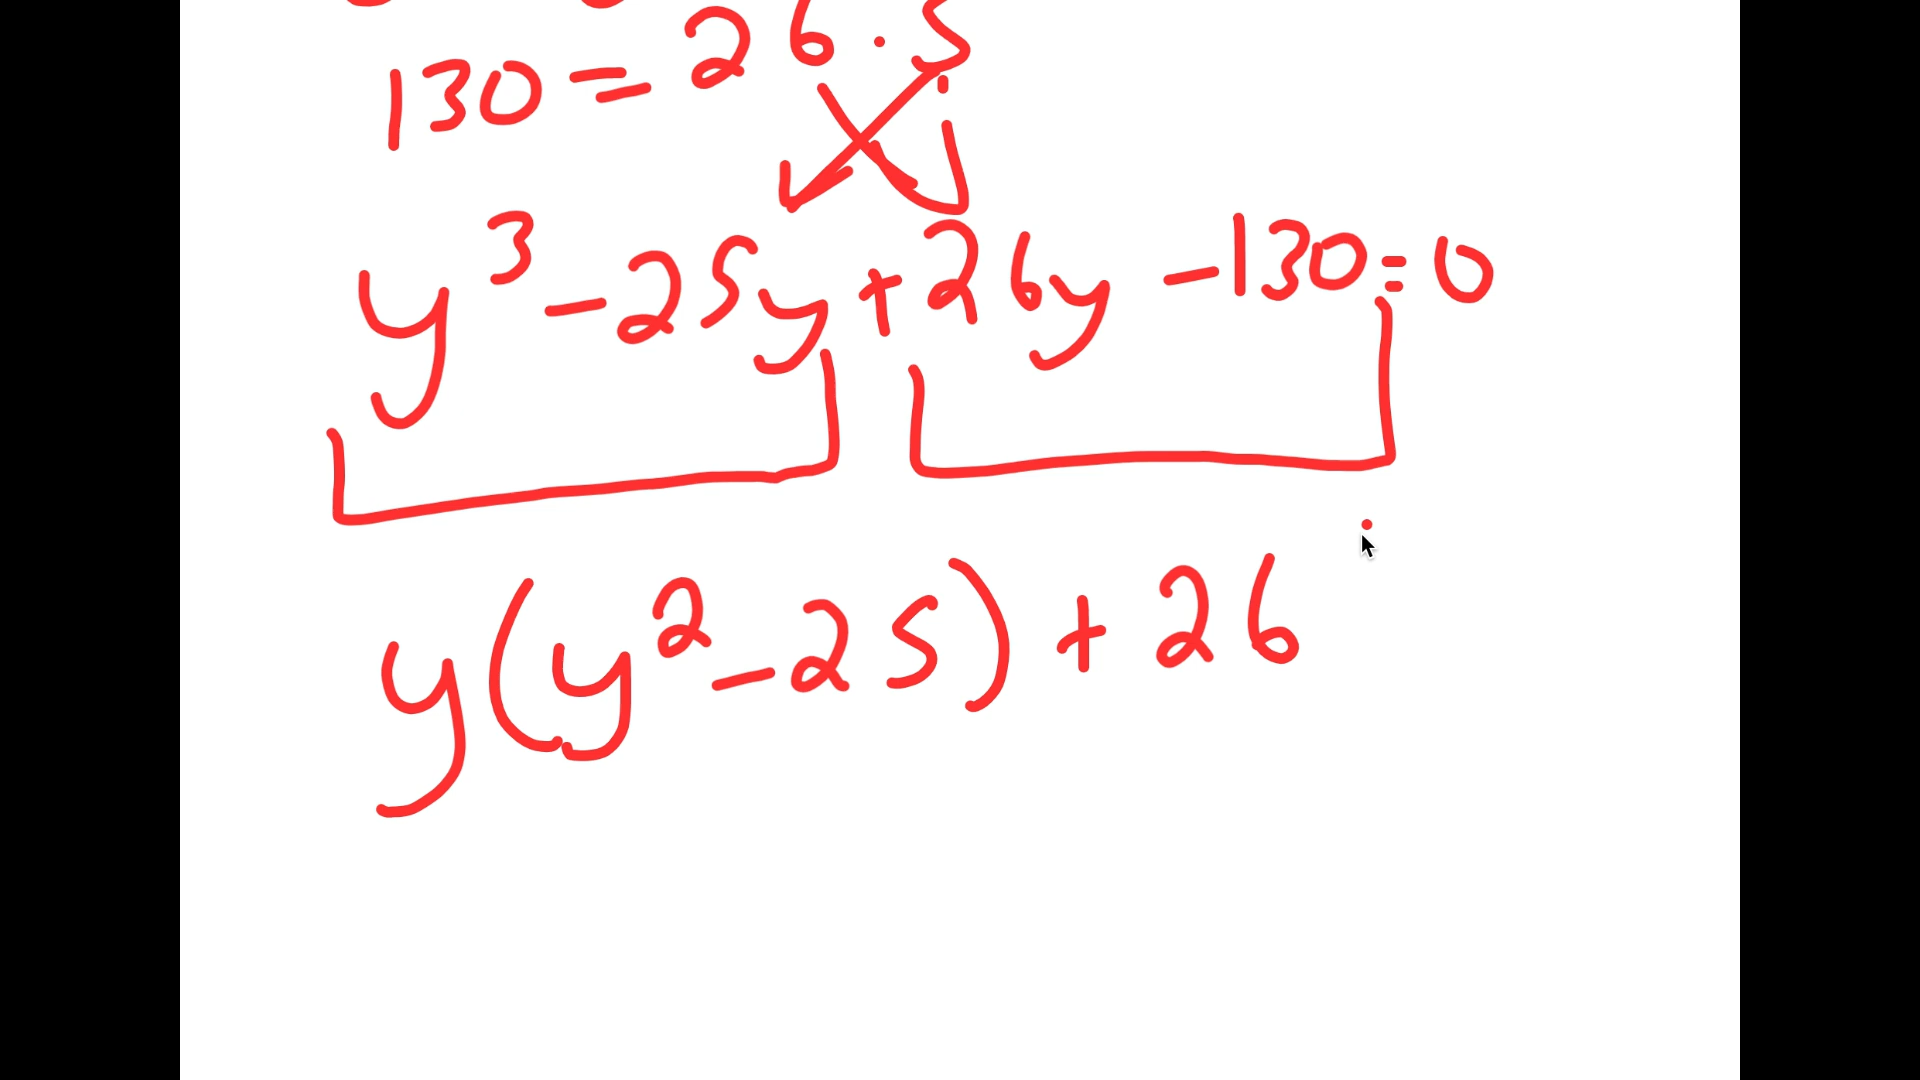 130 = 26 · 5
y³ - 25y + 26y - 130 = 0
y(y² - 25) + 26